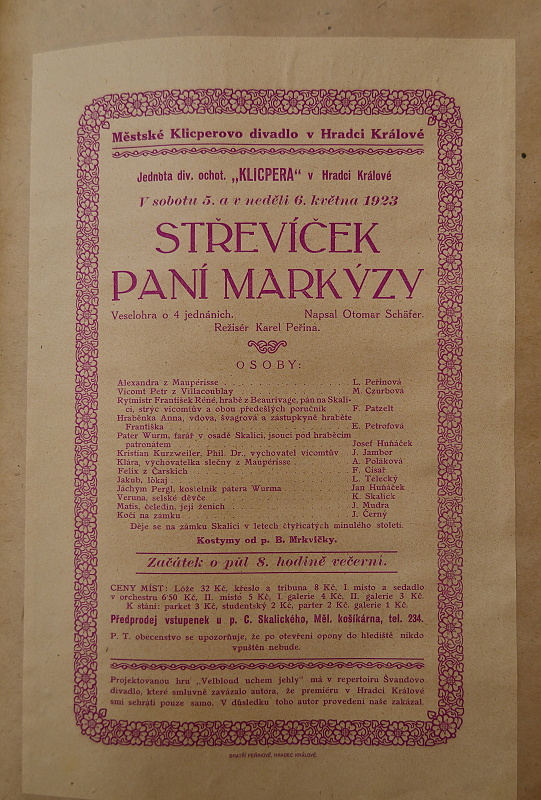 Městské Klicperovo divadlo v Hradci Králové
Jednota div. ochot. „KLICPERA“ v Hradci Králové
V sobotu 5. a v neděli 6. května 1923
STŘEVÍČEK
PANÍ MARKÝZY
Veselohra o 4 jednáních. Napsal Otomar Schäfer.
Režisér Karel Peřina.
OSOBY:
Alexandra z Maupérisse . . . L. Peřinová
Vicomt Petr z Villacoublay . . . M. Czurbová
Rytmistr František Réné, hrabě z Beaurivage, pán na Skali-
ci, strýc vicomtův a obou předešlých poručník . . . F. Patzelt
Hraběnka Anna, vdova, švagrová a zástupkyně hraběte
Františka . . . E. Petrofová
Pater Wurm, farář v osadě Skalici, jsoucí pod hraběcím
patronátem . . . Josef Huňáček
Kristian Kurzweiler, Phil. Dr., vychovatel vicomtův . . . J. Jambor
Klára, vychovatelka slečny z Maupérisse . . . A. Poláková
Felix z Čarských . . . F. Císař
Jakub, lokaj . . . L. Télecký
Jáchym Pergl, kostelník pátera Wurma . . . Jan Huňáček
Veruna, selské děvče . . . K. Skalick
Matis, čeledín, její ženich . . . J. Mudra
Kočí na zámku . . . J. Černý
Děje se na zámku Skalici v letech čtyřicátých minulého století.
Kostymy od p. B. Mrkvičky.
Začátek o půl 8. hodině večerní.
CENY MÍST: Lóže 32 Kč, křeslo a tribuna 8 Kč, I. místo a sedadlo
v orchestru 6·50 Kč, II. místo 5 Kč, I. galerie 4 Kč, II. galerie 3 Kč.
K stání: parket 3 Kč, studentský 2 Kč, parter 2 Kč, galerie 1 Kč.
Předprodej vstupenek u p. C. Skalického, Měl. košíkárna, tel. 234.
P. T. obecenstvo se upozorňuje, že po otevření opony do hlediště nikdo
vpuštěn nebude.
Projektovanou hru „Velbloud uchem jehly“ má v repertoiru Švandovo
divadlo, které smluvně zavázalo autora, že premiéru v Hradci Králové
smí sehráti pouze samo. V důsledku toho autor provedení naše zakázal.
BRATŘI PEŘINOVÉ, HRADEC KRÁLOVÉ.